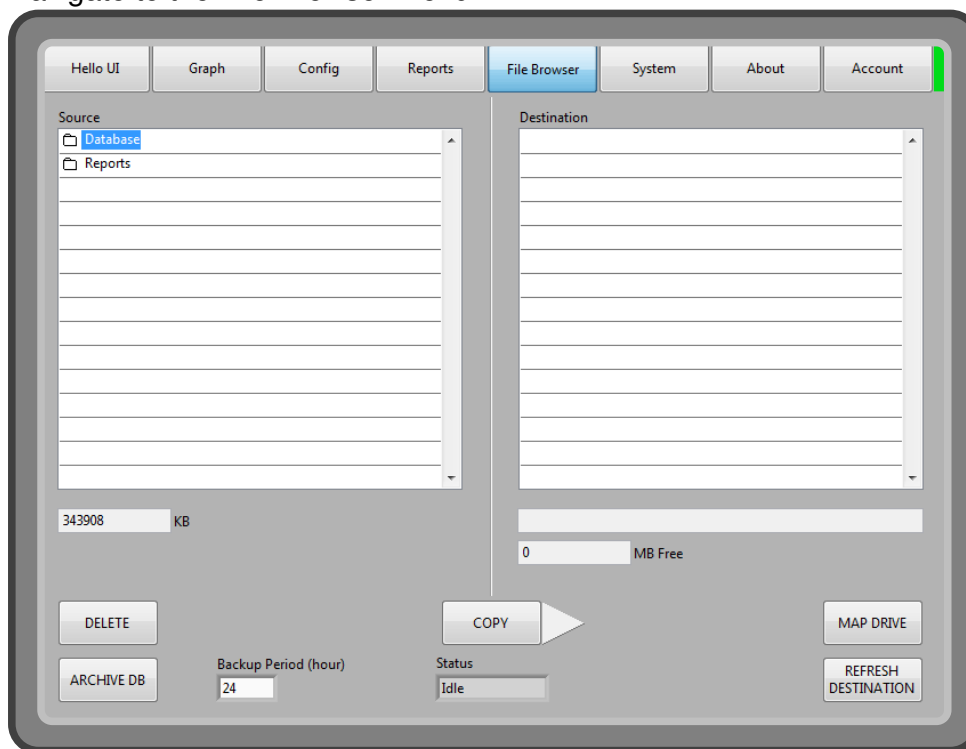 Hello UI Graph Config Reports File Browser System About Account
Source
Destination
Database
Reports
343908 KB
0 MB Free
DELETE
COPY
MAP DRIVE
ARCHIVE DB
Backup Period (hour)
24
Status
Idle
REFRESH
DESTINATION